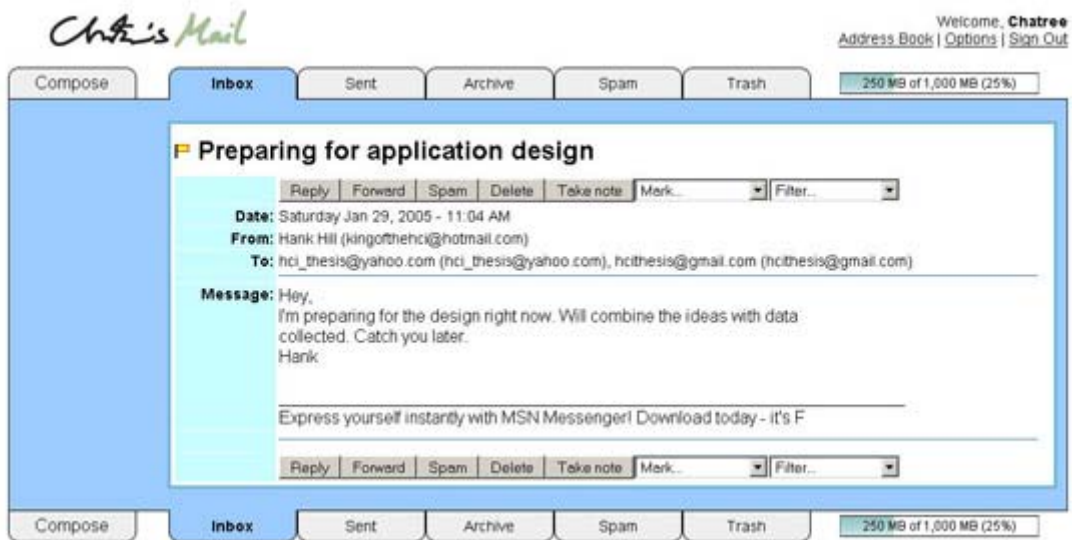 Mail
Welcome, Chatree
Address Book | Options | Sign Out
Compose Inbox Sent Archive Spam Trash 250 MB of 1,000 MB (25%)
Preparing for application design
Reply Forward Spam Delete Take note Mark... Filter...
Date: Saturday Jan 29, 2005 - 11:04 AM
From: Hank Hill (kingofthehci@hotmail.com)
To: hci_thesis@yahoo.com (hci_thesis@yahoo.com), hcithesis@gmail.com (hcithesis@gmail.com)
Message: Hey,
I'm preparing for the design right now. Will combine the ideas with data
collected. Catch you later.
Hank
Express yourself instantly with MSN Messenger! Download today - it's F
Reply Forward Spam Delete Take note Mark... Filter...
Compose Inbox Sent Archive Spam Trash 250 MB of 1,000 MB (25%)